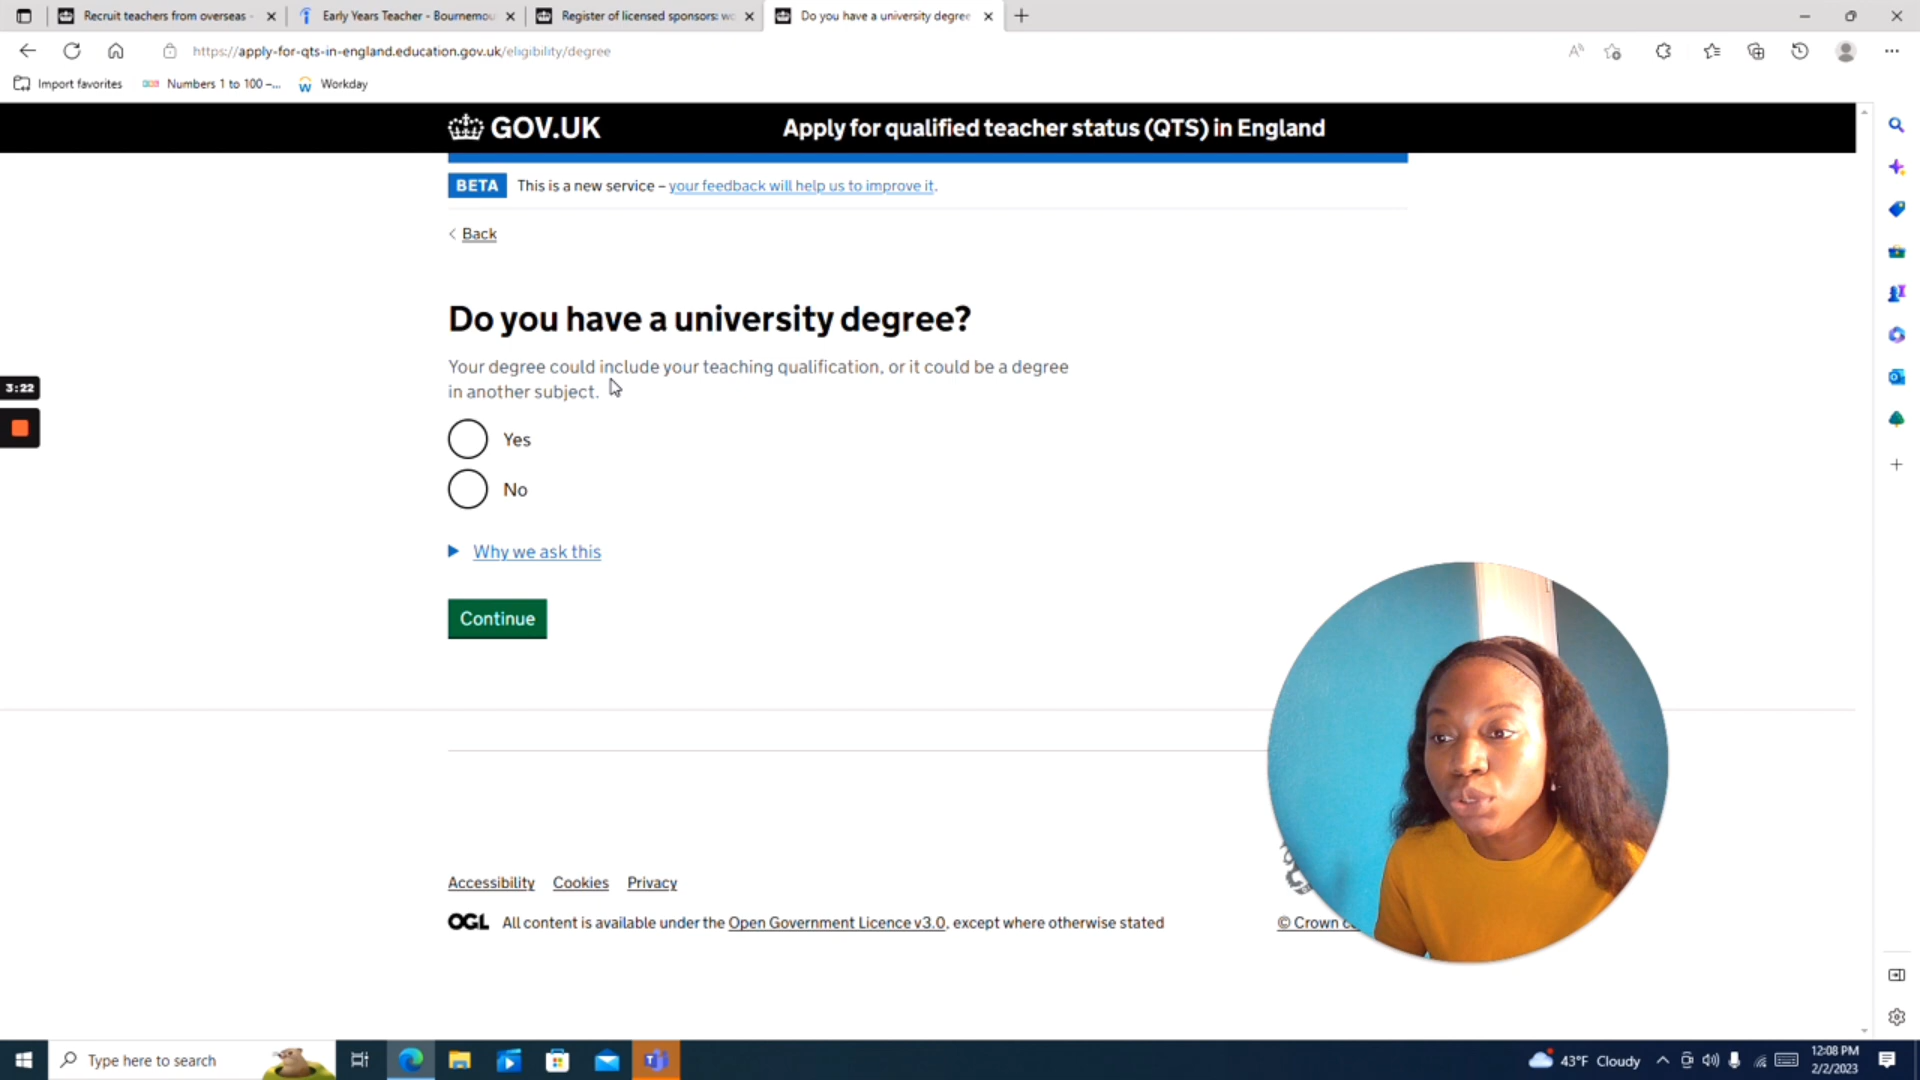 Recruit teachers from overseas -
Early Years Teacher - Bournemou
Register of licensed sponsors: wo
Do you have a university degree
https://apply-for-qts-in-england.education.gov.uk/eligibility/degree
Import favorites
Numbers 1 to 100 –...
Workday
GOV.UK
Apply for qualified teacher status (QTS) in England
BETA
This is a new service – your feedback will help us to improve it.
Back
Do you have a university degree?
Your degree could include your teaching qualification, or it could be a degree
in another subject.
3:22
Yes
No
Why we ask this
Continue
Accessibility Cookies Privacy
OGL
All content is available under the Open Government Licence v3.0, except where otherwise stated
© Crown
Type here to search
43°F Cloudy
12:08 PM
2/2/2023